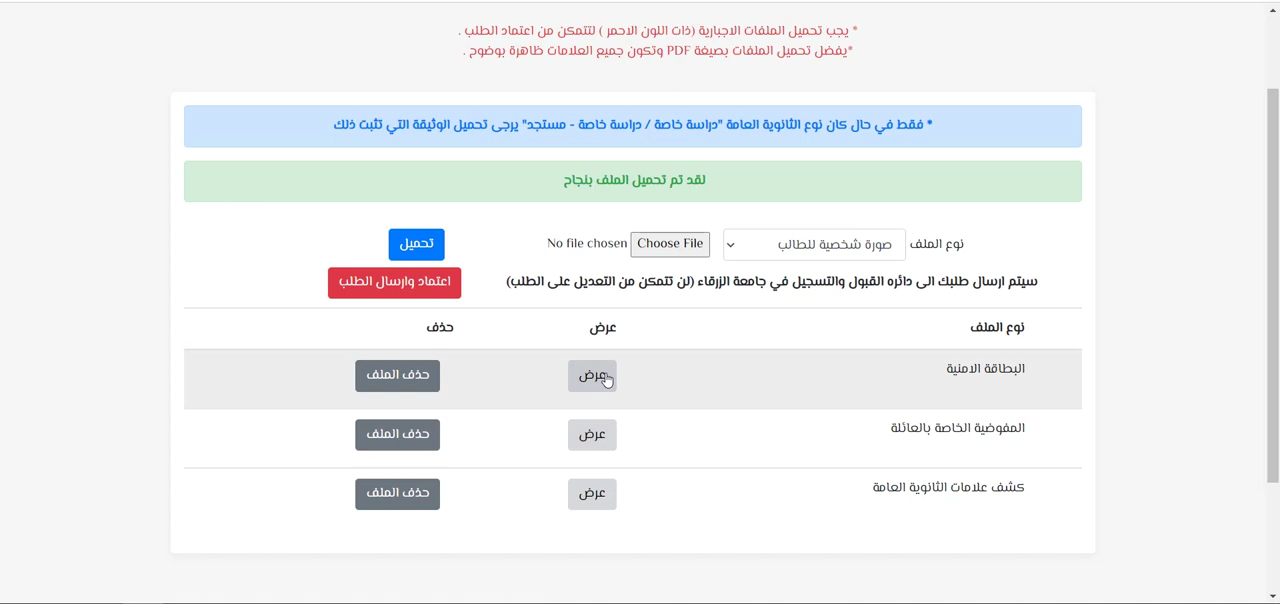 * يجب تحميل الملفات الاجبارية (ذات اللون الاحمر ) لتتمكن من اعتماد الطلب .
*يفضل تحميل الملفات بصيغة PDF وتكون جميع العلامات ظاهرة بوضوح .
* فقط في حال كان نوع الثانوية العامة "دراسة خاصة / دراسة خاصة - مستجد" يرجى تحميل الوثيقة التي تثبت ذلك
لقد تم تحميل الملف بنجاح
نوع الملف صورة شخصية للطالب Choose File No file chosen تحميل
سيتم ارسال طلبك الى دائره القبول والتسجيل في جامعة الزرقاء (لن تتمكن من التعديل على الطلب) اعتماد وارسال الطلب
نوع الملف عرض حذف
البطاقة الامنية عرض حذف الملف
المفوضية الخاصة بالعائلة عرض حذف الملف
كشف علامات الثانوية العامة عرض حذف الملف